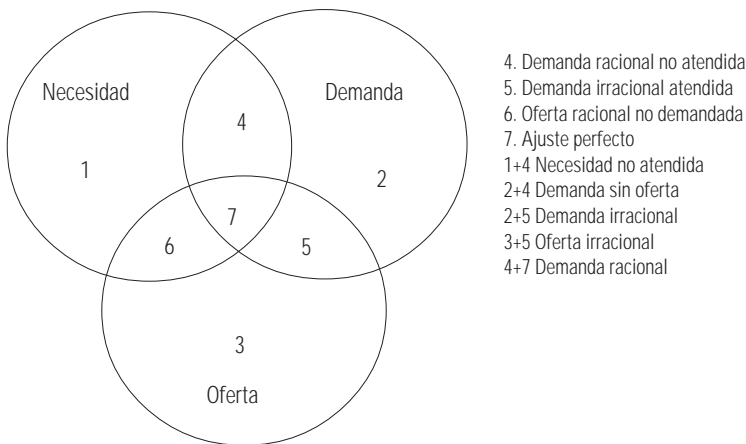 Necesidad
Demanda
4
1
2
7
6
5
3
Oferta
4. Demanda racional no atendida
5. Demanda irracional atendida
6. Oferta racional no demandada
7. Ajuste perfecto
1+4 Necesidad no atendida
2+4 Demanda sin oferta
2+5 Demanda irracional
3+5 Oferta irracional
4+7 Demanda racional